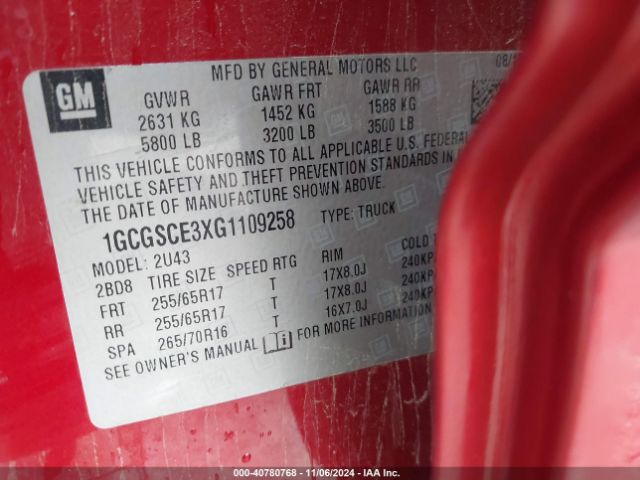 MFD BY GENERAL MOTORS LLC 08/
GM
GVWR GAWR FRT GAWR RR
2631 KG 1452 KG 1588 KG
5800 LB 3200 LB 3500 LB
THIS VEHICLE CONFORMS TO ALL APPLICABLE U.S. FEDERAL
VEHICLE SAFETY AND THEFT PREVENTION STANDARDS IN
THE DATE OF MANUFACTURE SHOWN ABOVE.
1GCGSCE3XG1109258 TYPE: TRUCK
MODEL: 2U43
2BD8 TIRE SIZE SPEED RTG RIM COLD
FRT 255/65R17 T 17X8.0J 240KP
RR 255/65R17 T 17X8.0J 240KP
SPA 265/70R16 T 16X7.0J 240KP
SEE OWNER'S MANUAL FOR MORE INFORMATION
000-40780768 - 11/06/2024 - IAA Inc.